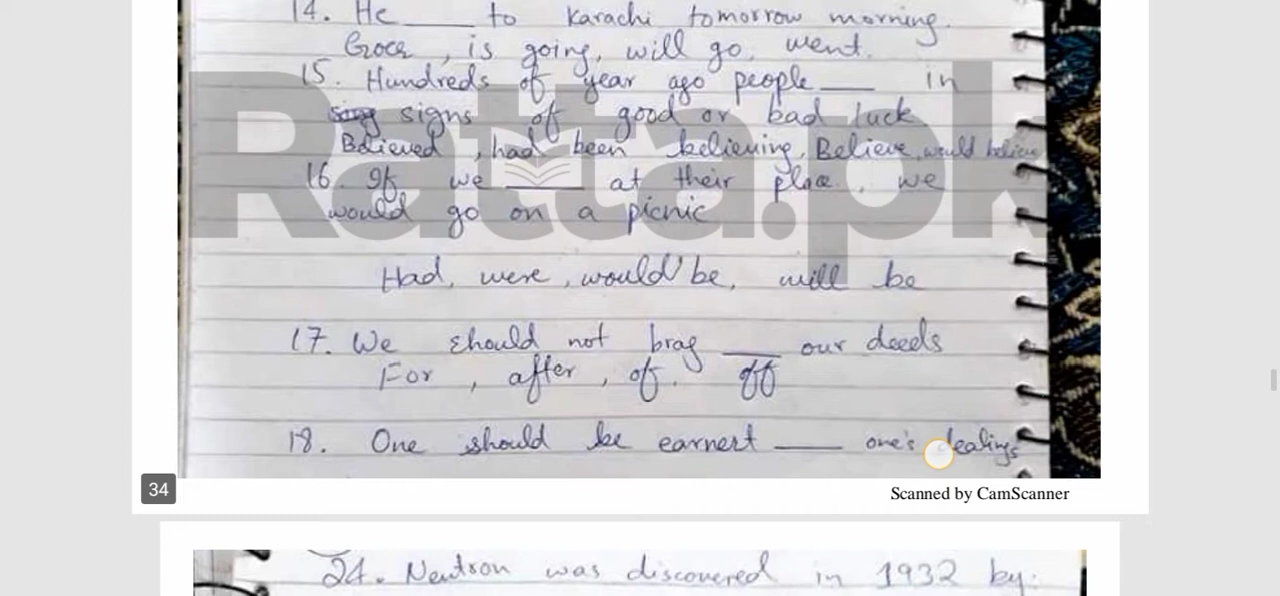 14. He ____ to Karachi tomorrow morning.
Goes, is going, will go, went.
15. Hundreds of year ago people ____ in
signs of good or bad luck
Believed, had been believing, Believe, would believe
16. If we ____ at their place, we
would go on a picnic
Had, were, would be, will be
17. We should not brag ____ our deeds
For, after, of. off
18. One should be earnest ____ one's dealings
34
Scanned by CamScanner
24. Neutron was discovered in 1932 by:
Ratta.pk